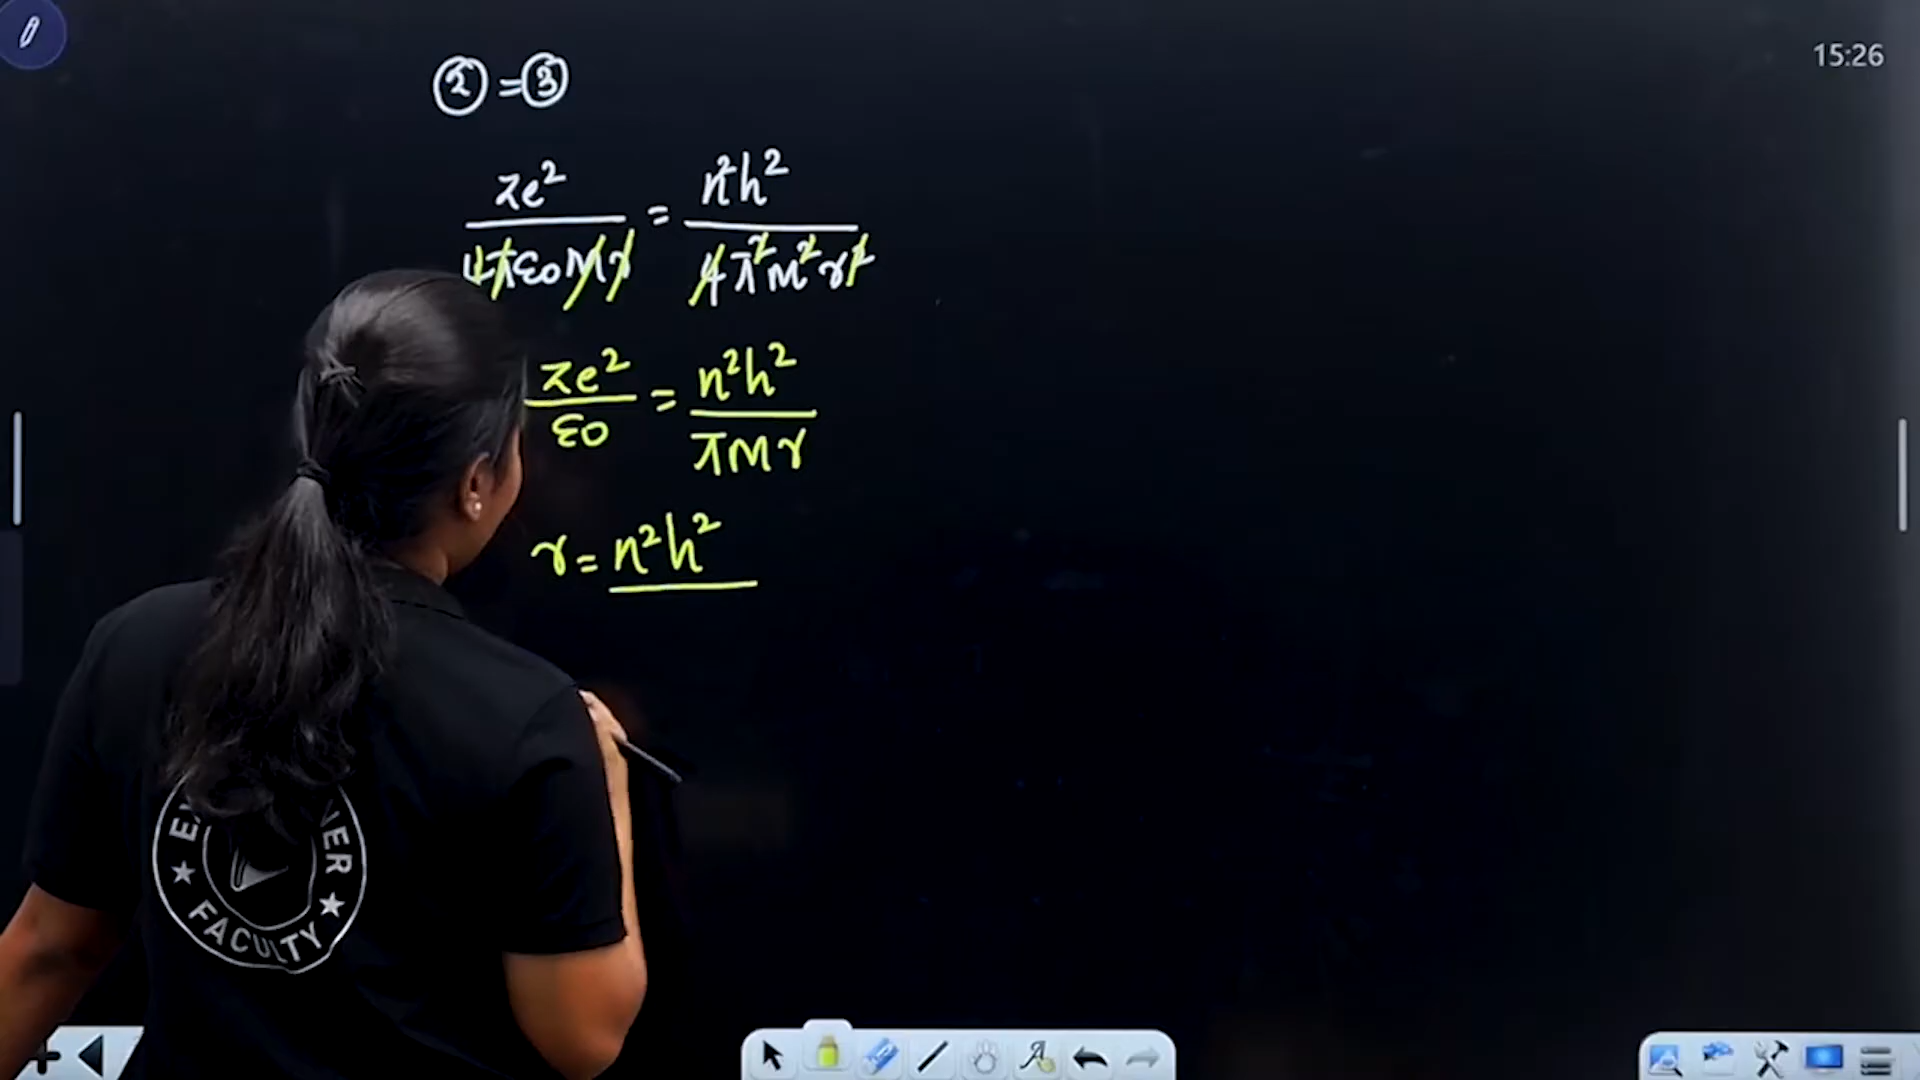 15:26
② = ③
ze² / 4πε₀mr = n²h² / 4π²m²r²
ze² / ε₀ = n²h² / πmr
r = n²h²
FACULTY